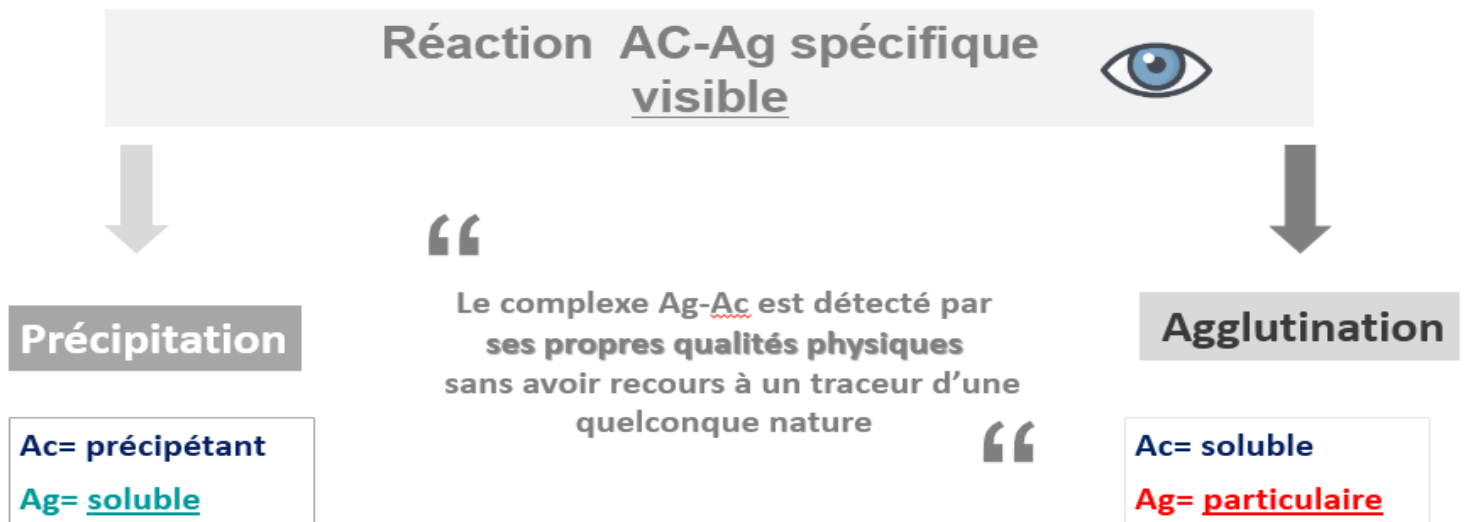 Réaction AC-Ag spécifique
visible
“
Le complexe Ag-Ac est détecté par
ses propres qualités physiques
sans avoir recours à un traceur d’une
quelconque nature
“
Précipitation
Ac= précipétant
Ag= soluble
Agglutination
Ac= soluble
Ag= particulaire